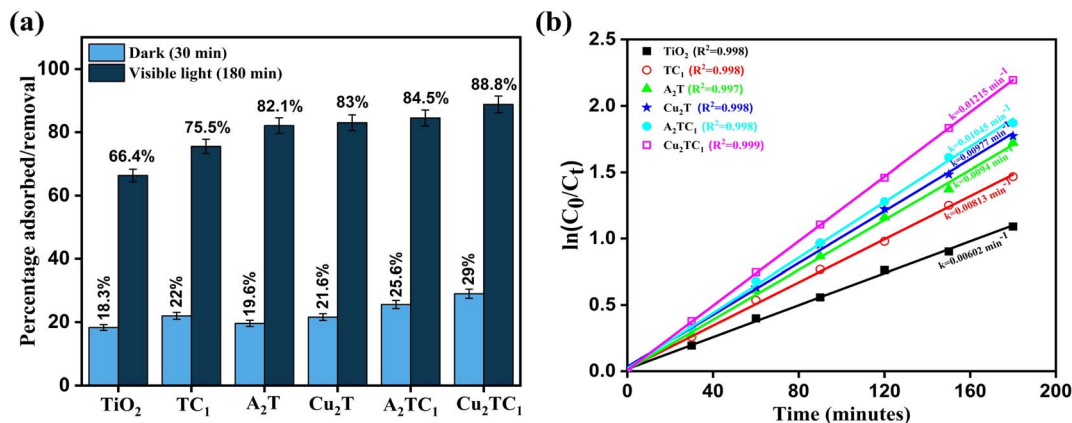 (a)
Percentage adsorbed/removal
100
80
60
40
20
0
Dark (30 min)
Visible light (180 min)
18.3%
66.4%
22%
75.5%
19.6%
82.1%
21.6%
83%
25.6%
84.5%
29%
88.8%
TiO₂ TC₁ A₂T Cu₂T A₂TC₁ Cu₂TC₁
(b)
ln(C₀/Cₜ)
2.5
2.0
1.5
1.0
0.5
0.0
TiO₂ (R²=0.998)
TC₁ (R²=0.998)
A₂T (R²=0.997)
Cu₂T (R²=0.998)
A₂TC₁ (R²=0.998)
Cu₂TC₁ (R²=0.999)
k=0.01215 min⁻¹
k=0.01045 min⁻¹
k=0.00977 min⁻¹
k=0.0094 min⁻¹
k=0.00813 min⁻¹
k=0.00602 min⁻¹
0 40 80 120 160 200
Time (minutes)